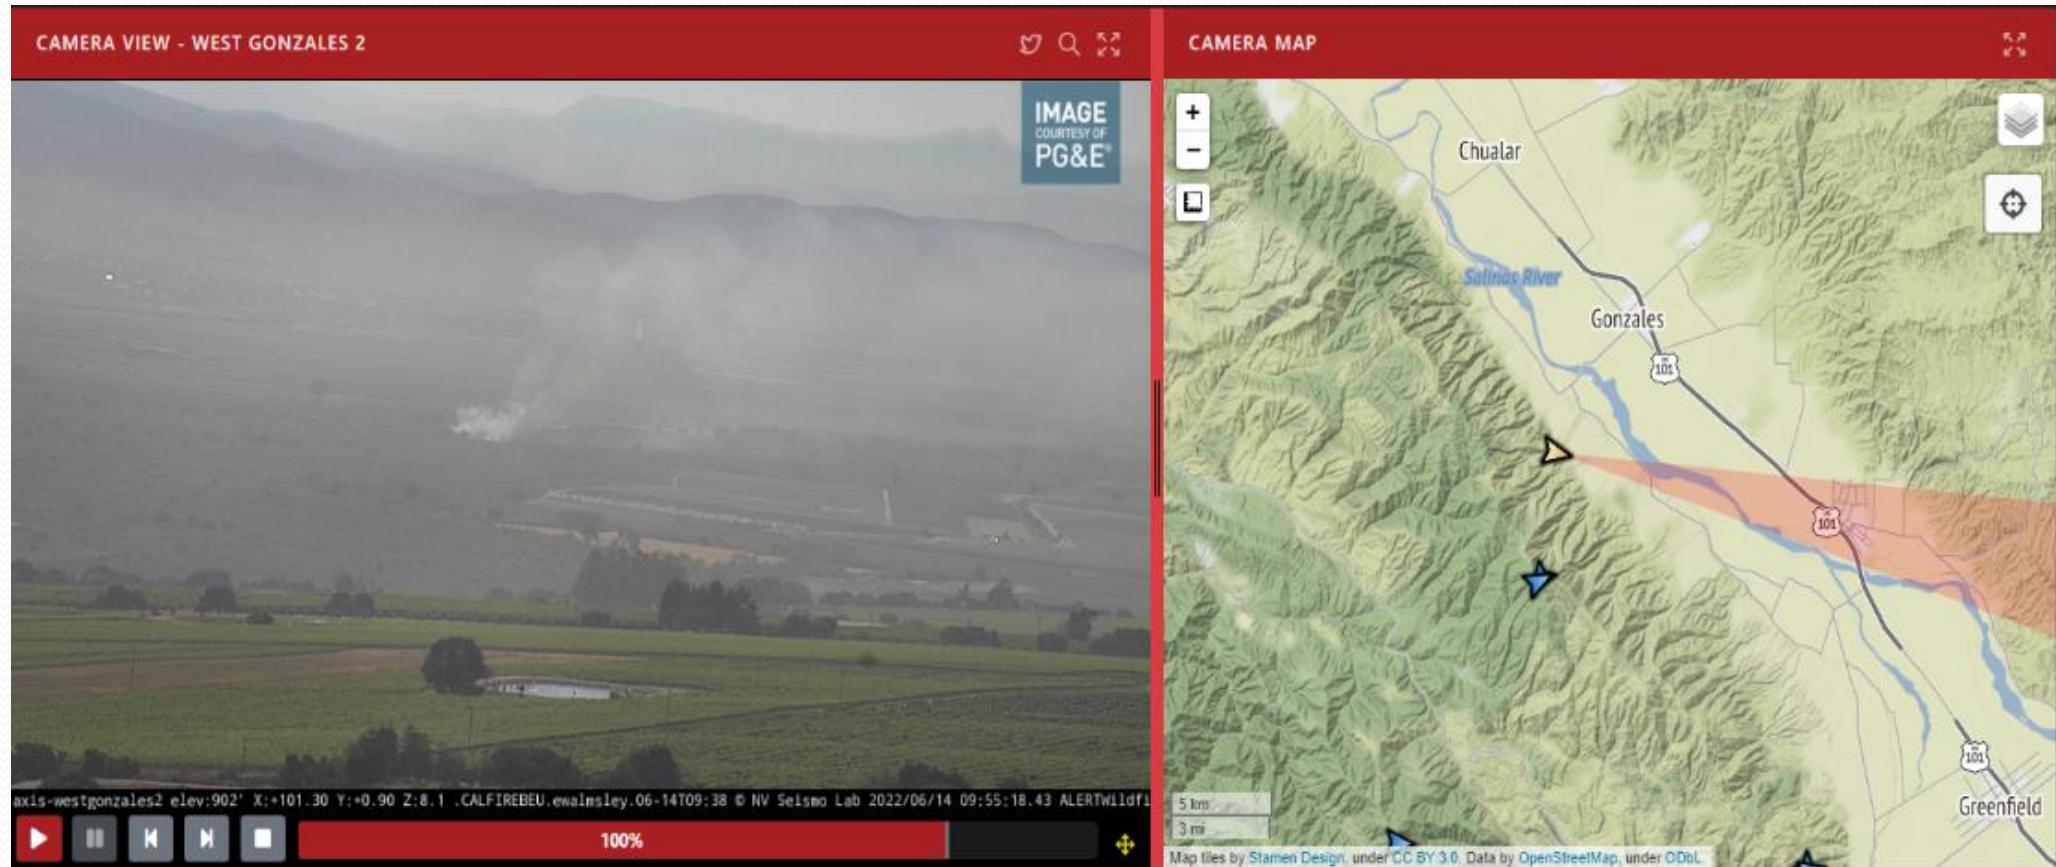 CAMERA VIEW - WEST GONZALES 2
IMAGE
COURTESY OF
PG&E®
axis-westgonzales2 elev:902' X:+101.30 Y:+0.90 Z:8.1 .CALFIREBEU.ewalmsley.06-14T09:38 © NV Seismo Lab 2022/06/14 09:55:18.43 ALERTWildfi
100%
CAMERA MAP
+
−
Chualar
Salinas River
Gonzales
101
101
101
Greenfield
5 km
3 mi
Map tiles by Stamen Design, under CC BY 3.0. Data by OpenStreetMap, under ODbL.